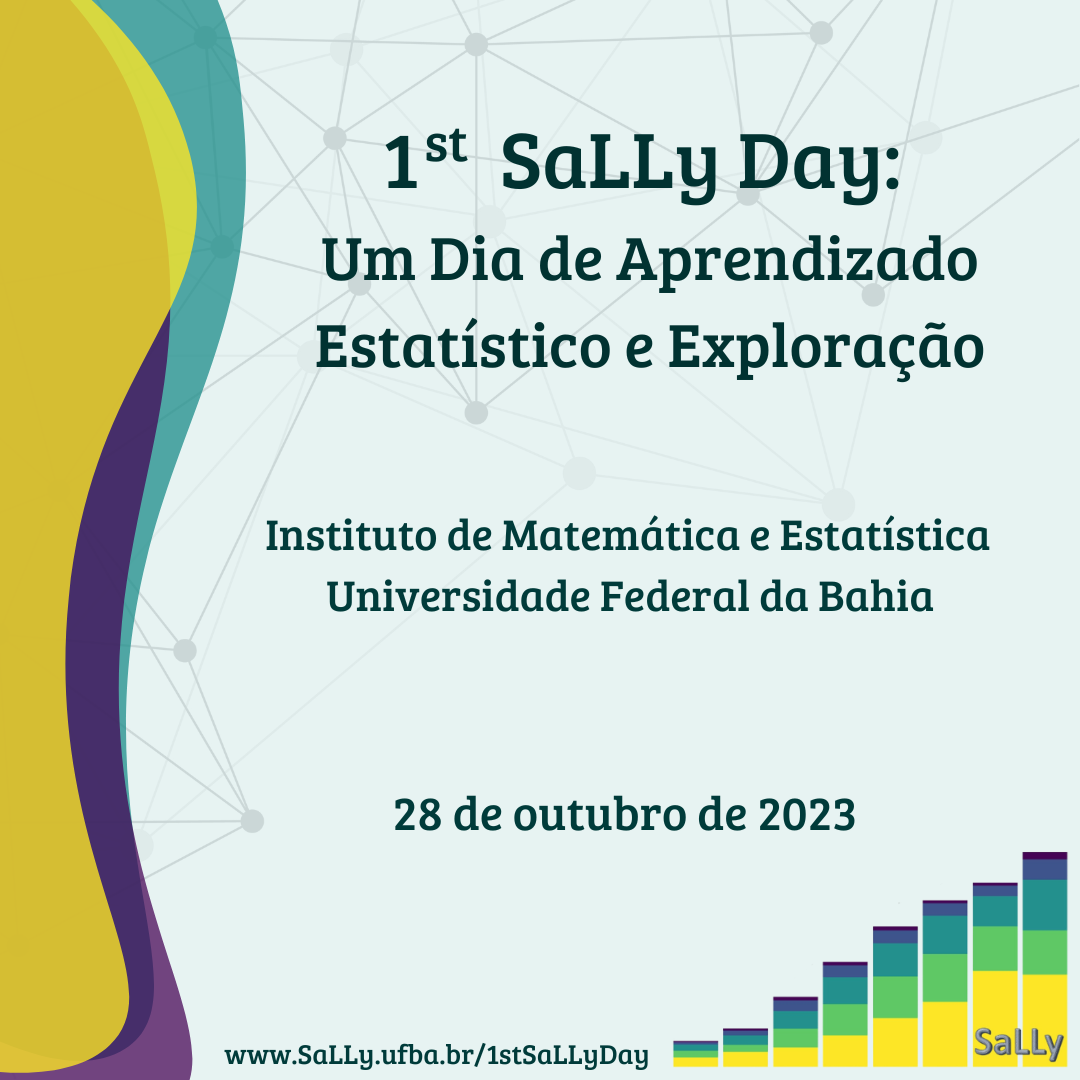 1st SaLLy Day:
Um Dia de Aprendizado
Estatístico e Exploração
Instituto de Matemática e Estatística
Universidade Federal da Bahia
28 de outubro de 2023
www.SaLLy.ufba.br/1stSaLLyDay
SaLLy